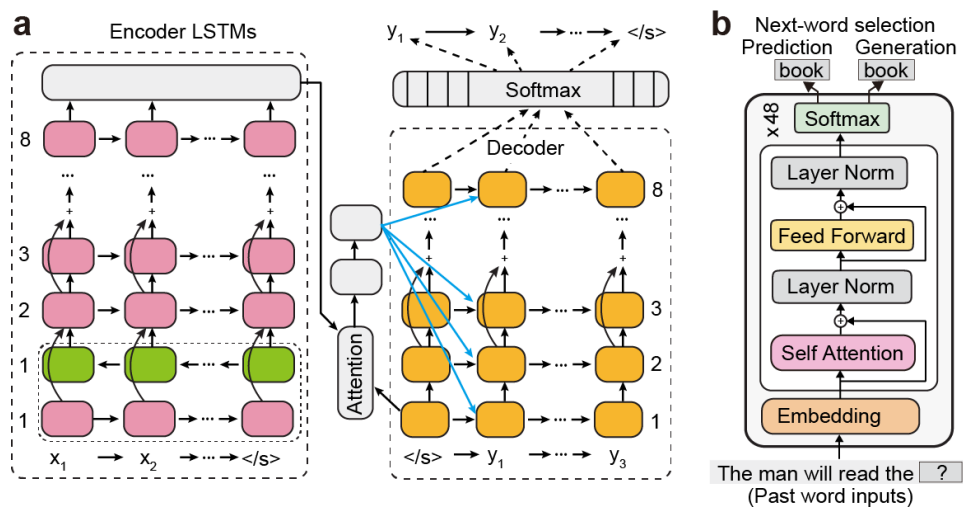 a
Encoder LSTMs
8
...
...
...
...
+
+
+
3
...
2
...
1
...
1
...
x1
x2
...
</s>
y1
y2
...
</s>
Softmax
Decoder
8
...
...
...
...
+
+
+
3
...
2
...
1
...
Attention
</s>
y1
...
y3
b
Next-word selection
Prediction
Generation
book
book
x48
Softmax
Layer Norm
+
Feed Forward
Layer Norm
+
Self Attention
Embedding
The man will read the ?
(Past word inputs)